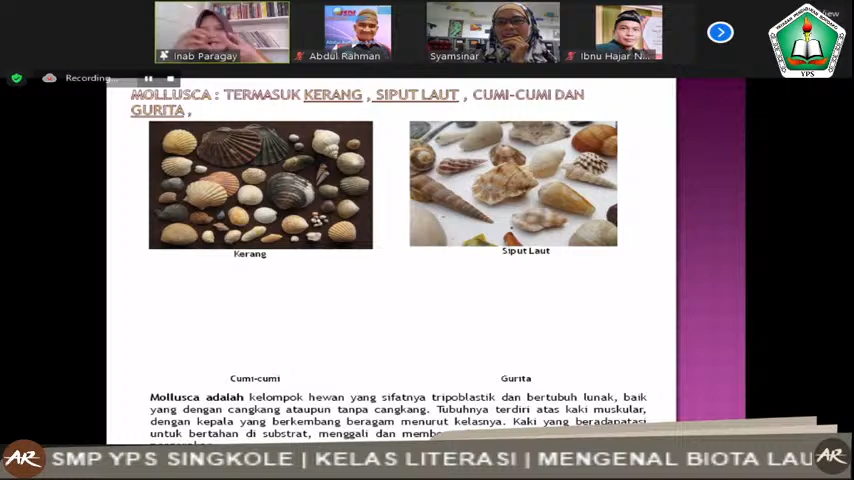 View
YPS
Inab Paragay
Abdul Rahman
Syamsinar
Ibnu Hajar N...
Recording...
MOLLUSCA : TERMASUK KERANG , SIPUT LAUT , CUMI-CUMI DAN
GURITA ,
Kerang
Siput Laut
Cumi-cumi
Gurita
Mollusca adalah kelompok hewan yang sifatnya tripoblastik dan bertubuh lunak, baik
yang dengan cangkang ataupun tanpa cangkang. Tubuhnya terdiri atas kaki muskular,
dengan kepala yang berkembang beragam menurut kelasnya. Kaki yang beradapatasi
untuk bertahan di substrat, menggali dan membo
AR SMP YPS SINGKOLE | KELAS LITERASI | MENGENAL BIOTA LAU AR